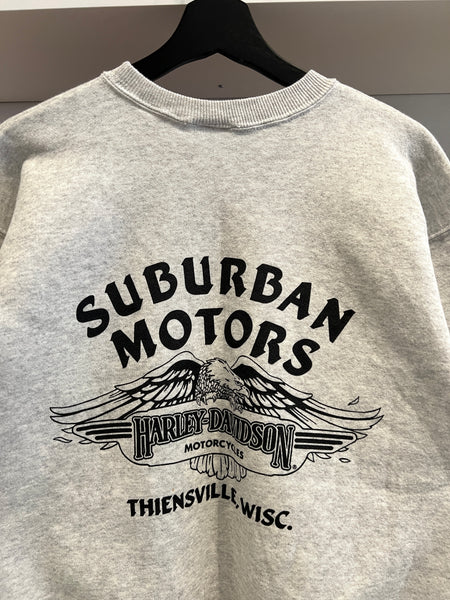 SUBURBAN
MOTORS
HARLEY-DAVIDSON
MOTORCYCLES
®
THIENSVILLE, WISC.